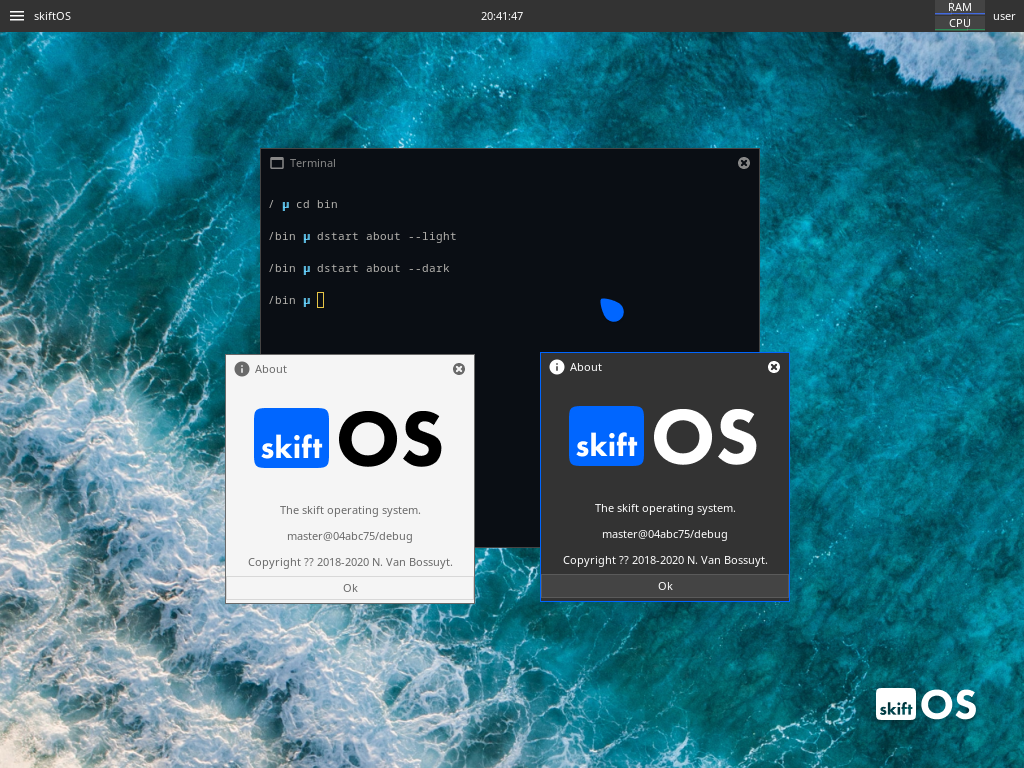 skiftOS
20:41:47
RAM
CPU
user
Terminal
/ µ cd bin
/bin µ dstart about --light
/bin µ dstart about --dark
/bin µ
About
skift OS
The skift operating system.
master@04abc75/debug
Copyright ?? 2018-2020 N. Van Bossuyt.
Ok
About
skift OS
The skift operating system.
master@04abc75/debug
Copyright ?? 2018-2020 N. Van Bossuyt.
Ok
skift OS